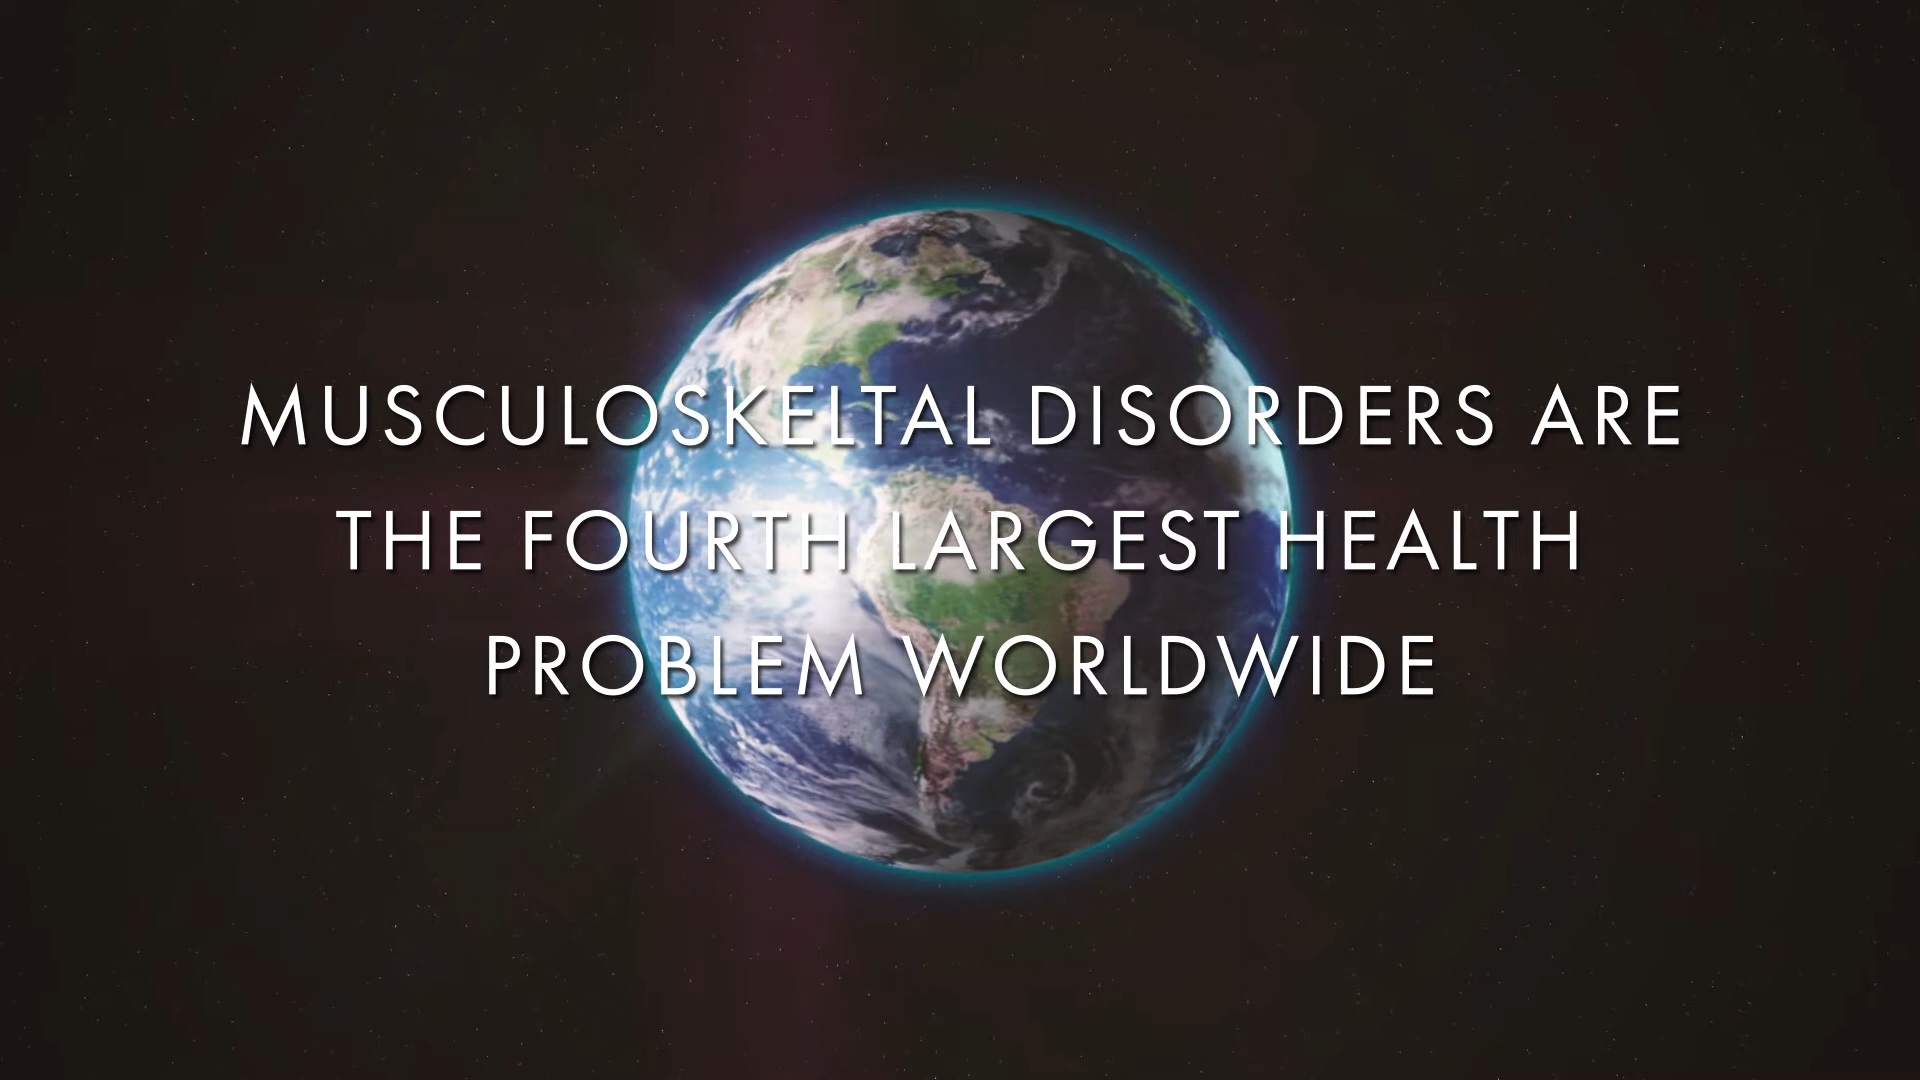 MUSCULOSKELTAL DISORDERS ARE
THE FOURTH LARGEST HEALTH
PROBLEM WORLDWIDE